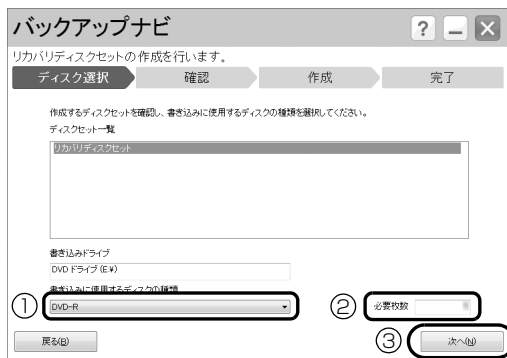 バックアップナビ
? - ×
リカバリディスクセットの作成を行います。
ディスク選択 確認 作成 完了
作成するディスクセットを確認し、書き込みに使用するディスクの種類を選択してください。
ディスクセット一覧
リカバリディスクセット
書き込みドライブ
DVD ドライブ (E:¥)
書き込みに使用するディスクの種類
① DVD-R ② 必要枚数
戻る(B) ③ 次へ(N)